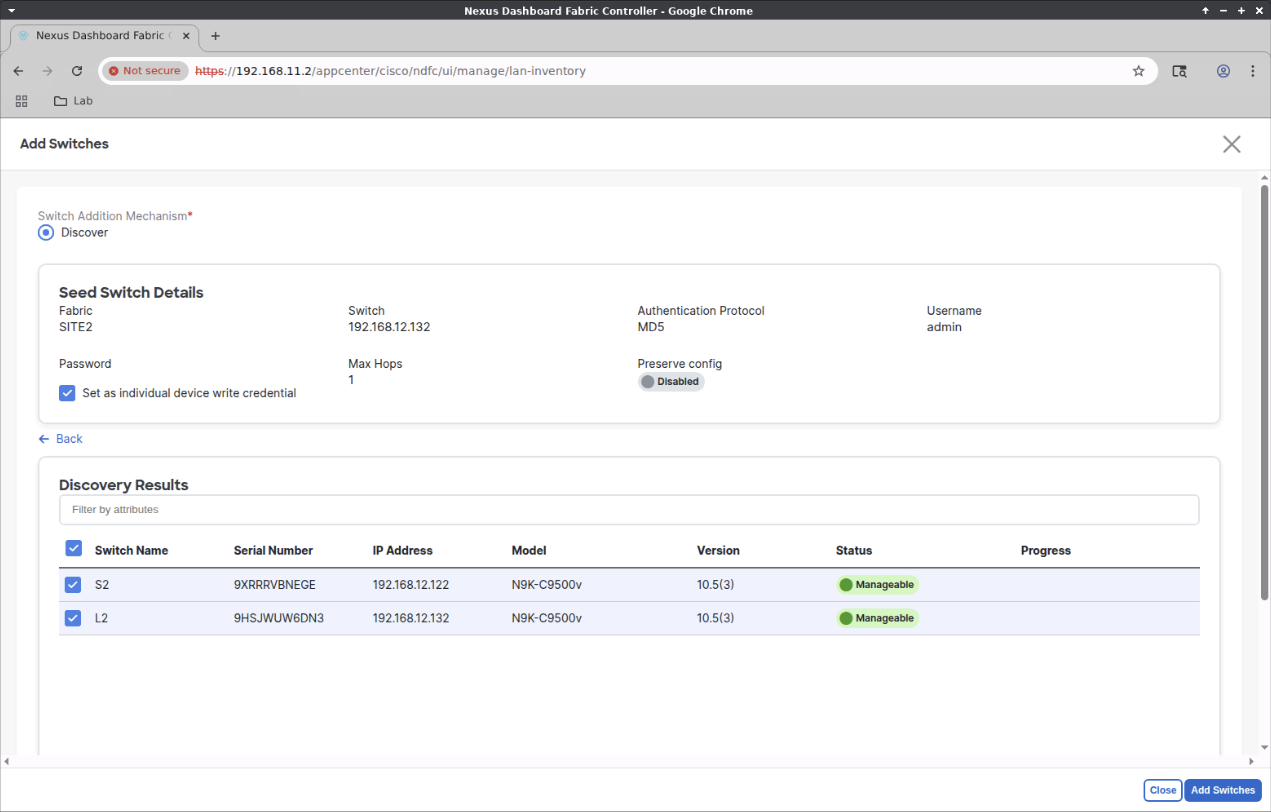 Nexus Dashboard Fabric Controller - Google Chrome
Nexus Dashboard Fabric
Not secure https://192.168.11.2/appcenter/cisco/ndfc/ui/manage/lan-inventory
Lab
Add Switches
Switch Addition Mechanism*
Discover
Seed Switch Details
Fabric Switch Authentication Protocol Username
SITE2 192.168.12.132 MD5 admin
Password Max Hops Preserve config
1 Disabled
Set as individual device write credential
Back
Discovery Results
Filter by attributes
Switch Name Serial Number IP Address Model Version Status Progress
S2 9XRRRVBNEGE 192.168.12.122 N9K-C9500v 10.5(3) Manageable
L2 9HSJWUW6DN3 192.168.12.132 N9K-C9500v 10.5(3) Manageable
Close Add Switches